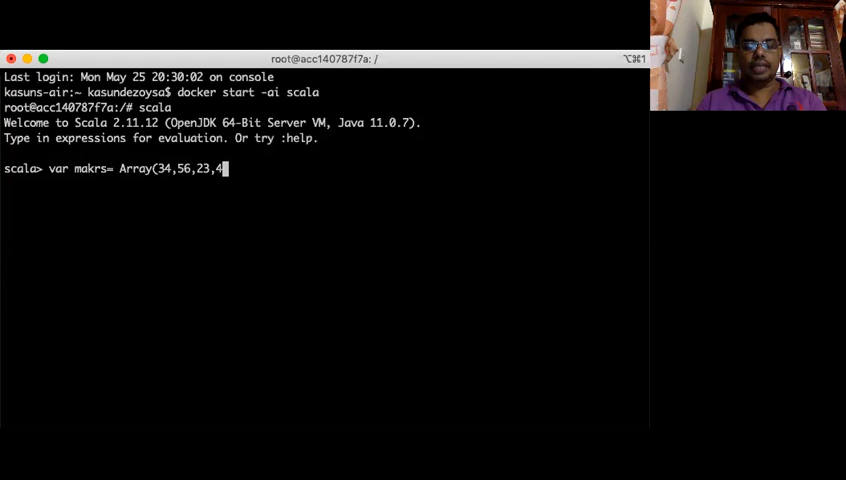 root@acc140787f7a: /
⌥⌘1
Last login: Mon May 25 20:30:02 on console
kasuns-air:~ kasundezoysa$ docker start -ai scala
root@acc140787f7a:/# scala
Welcome to Scala 2.11.12 (OpenJDK 64-Bit Server VM, Java 11.0.7).
Type in expressions for evaluation. Or try :help.
scala> var makrs= Array(34,56,23,4